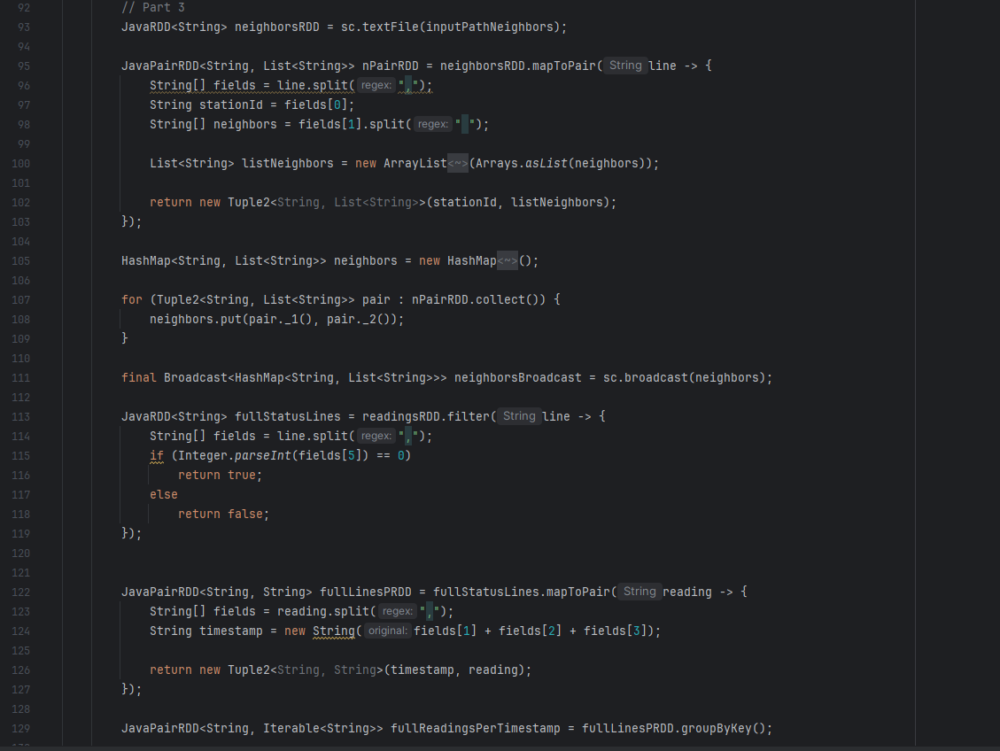 92 // Part 3
93 JavaRDD<String> neighborsRDD = sc.textFile(inputPathNeighbors);
94
95 JavaPairRDD<String, List<String>> nPairRDD = neighborsRDD.mapToPair( String line -> {
96 String[] fields = line.split( regex: ",");
97 String stationId = fields[0];
98 String[] neighbors = fields[1].split( regex: " ");
99
100 List<String> listNeighbors = new ArrayList<~>(Arrays.asList(neighbors));
101
102 return new Tuple2<String, List<String>>(stationId, listNeighbors);
103 });
104
105 HashMap<String, List<String>> neighbors = new HashMap<~>();
106
107 for (Tuple2<String, List<String>> pair : nPairRDD.collect()) {
108 neighbors.put(pair._1(), pair._2());
109 }
110
111 final Broadcast<HashMap<String, List<String>>> neighborsBroadcast = sc.broadcast(neighbors);
112
113 JavaRDD<String> fullStatusLines = readingsRDD.filter( String line -> {
114 String[] fields = line.split( regex: ",");
115 if (Integer.parseInt(fields[5]) == 0)
116 return true;
117 else
118 return false;
119 });
120
121
122 JavaPairRDD<String, String> fullLinesPRDD = fullStatusLines.mapToPair( String reading -> {
123 String[] fields = reading.split( regex: ",");
124 String timestamp = new String( original: fields[1] + fields[2] + fields[3]);
125
126 return new Tuple2<String, String>(timestamp, reading);
127 });
128
129 JavaPairRDD<String, Iterable<String>> fullReadingsPerTimestamp = fullLinesPRDD.groupByKey();